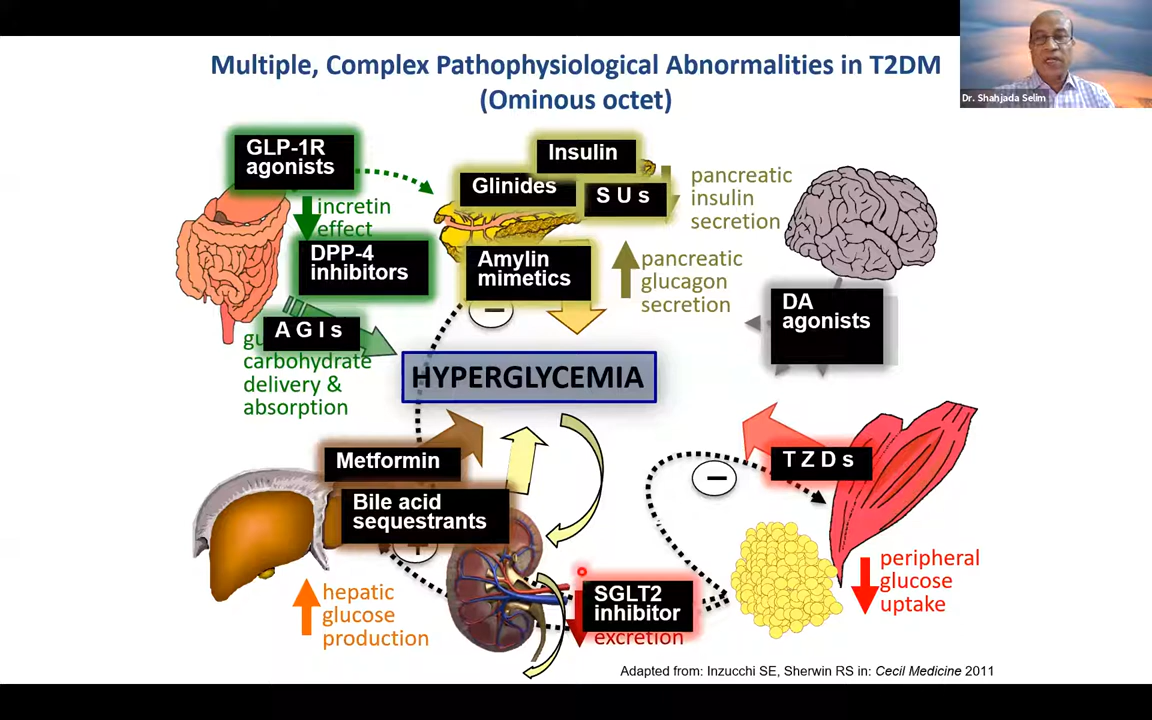 Multiple, Complex Pathophysiological Abnormalities in T2DM
(Ominous octet)
Dr. Shahjada Selim
GLP-1R
agonists
incretin
effect
DPP-4
inhibitors
A G I s
carbohydrate
delivery &
absorption
Insulin
Glinides
S U s
pancreatic
insulin
secretion
Amylin
mimetics
pancreatic
glucagon
secretion
DA
agonists
−
HYPERGLYCEMIA
Metformin
Bile acid
sequestrants
+
hepatic
glucose
production
T Z D s
−
peripheral
glucose
uptake
SGLT2
inhibitor
excretion
Adapted from: Inzucchi SE, Sherwin RS in: Cecil Medicine 2011